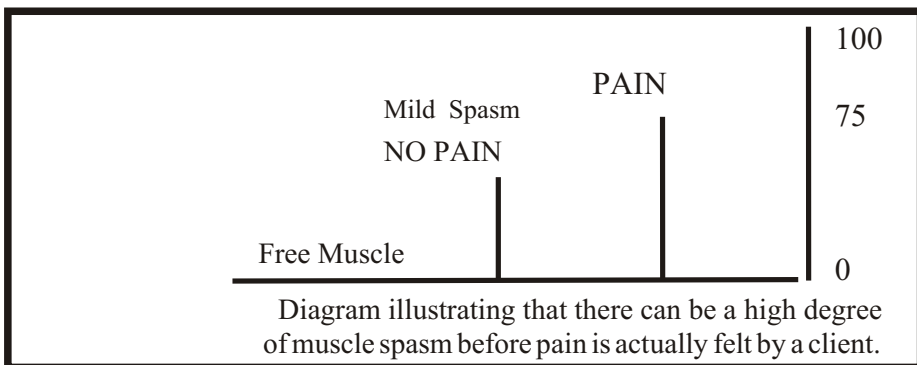 100
PAIN
Mild Spasm
75
NO PAIN
Free Muscle
0
Diagram illustrating that there can be a high degree
of muscle spasm before pain is actually felt by a client.